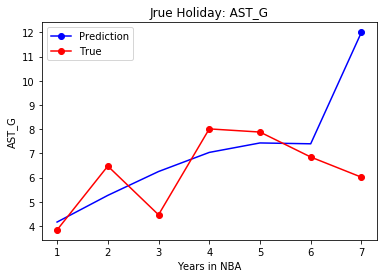 Jrue Holiday: AST_G
Prediction
True
12
11
10
9
8
7
6
5
4
AST_G
1 2 3 4 5 6 7
Years in NBA